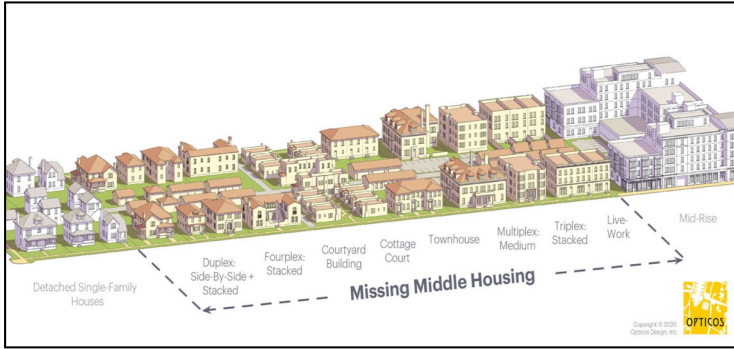 Detached Single-Family
Houses
Duplex:
Side-By-Side +
Stacked
Fourplex:
Stacked
Courtyard
Building
Cottage
Court
Townhouse
Multiplex:
Medium
Triplex:
Stacked
Live-
Work
Mid-Rise
Missing Middle Housing
Copyright © 2020
Opticos Design, Inc.
OPTICOS